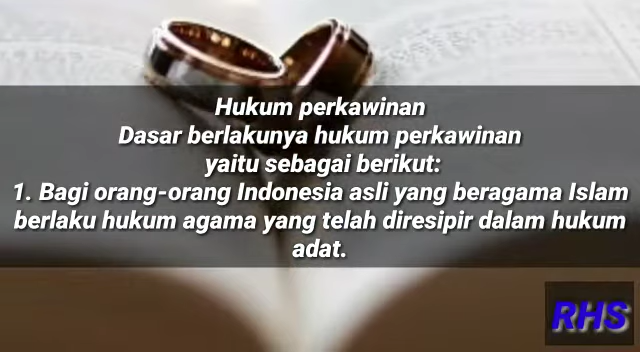 Hukum perkawinan
Dasar berlakunya hukum perkawinan
yaitu sebagai berikut:
1. Bagi orang-orang Indonesia asli yang beragama Islam
berlaku hukum agama yang telah diresipir dalam hukum
adat.
RHS